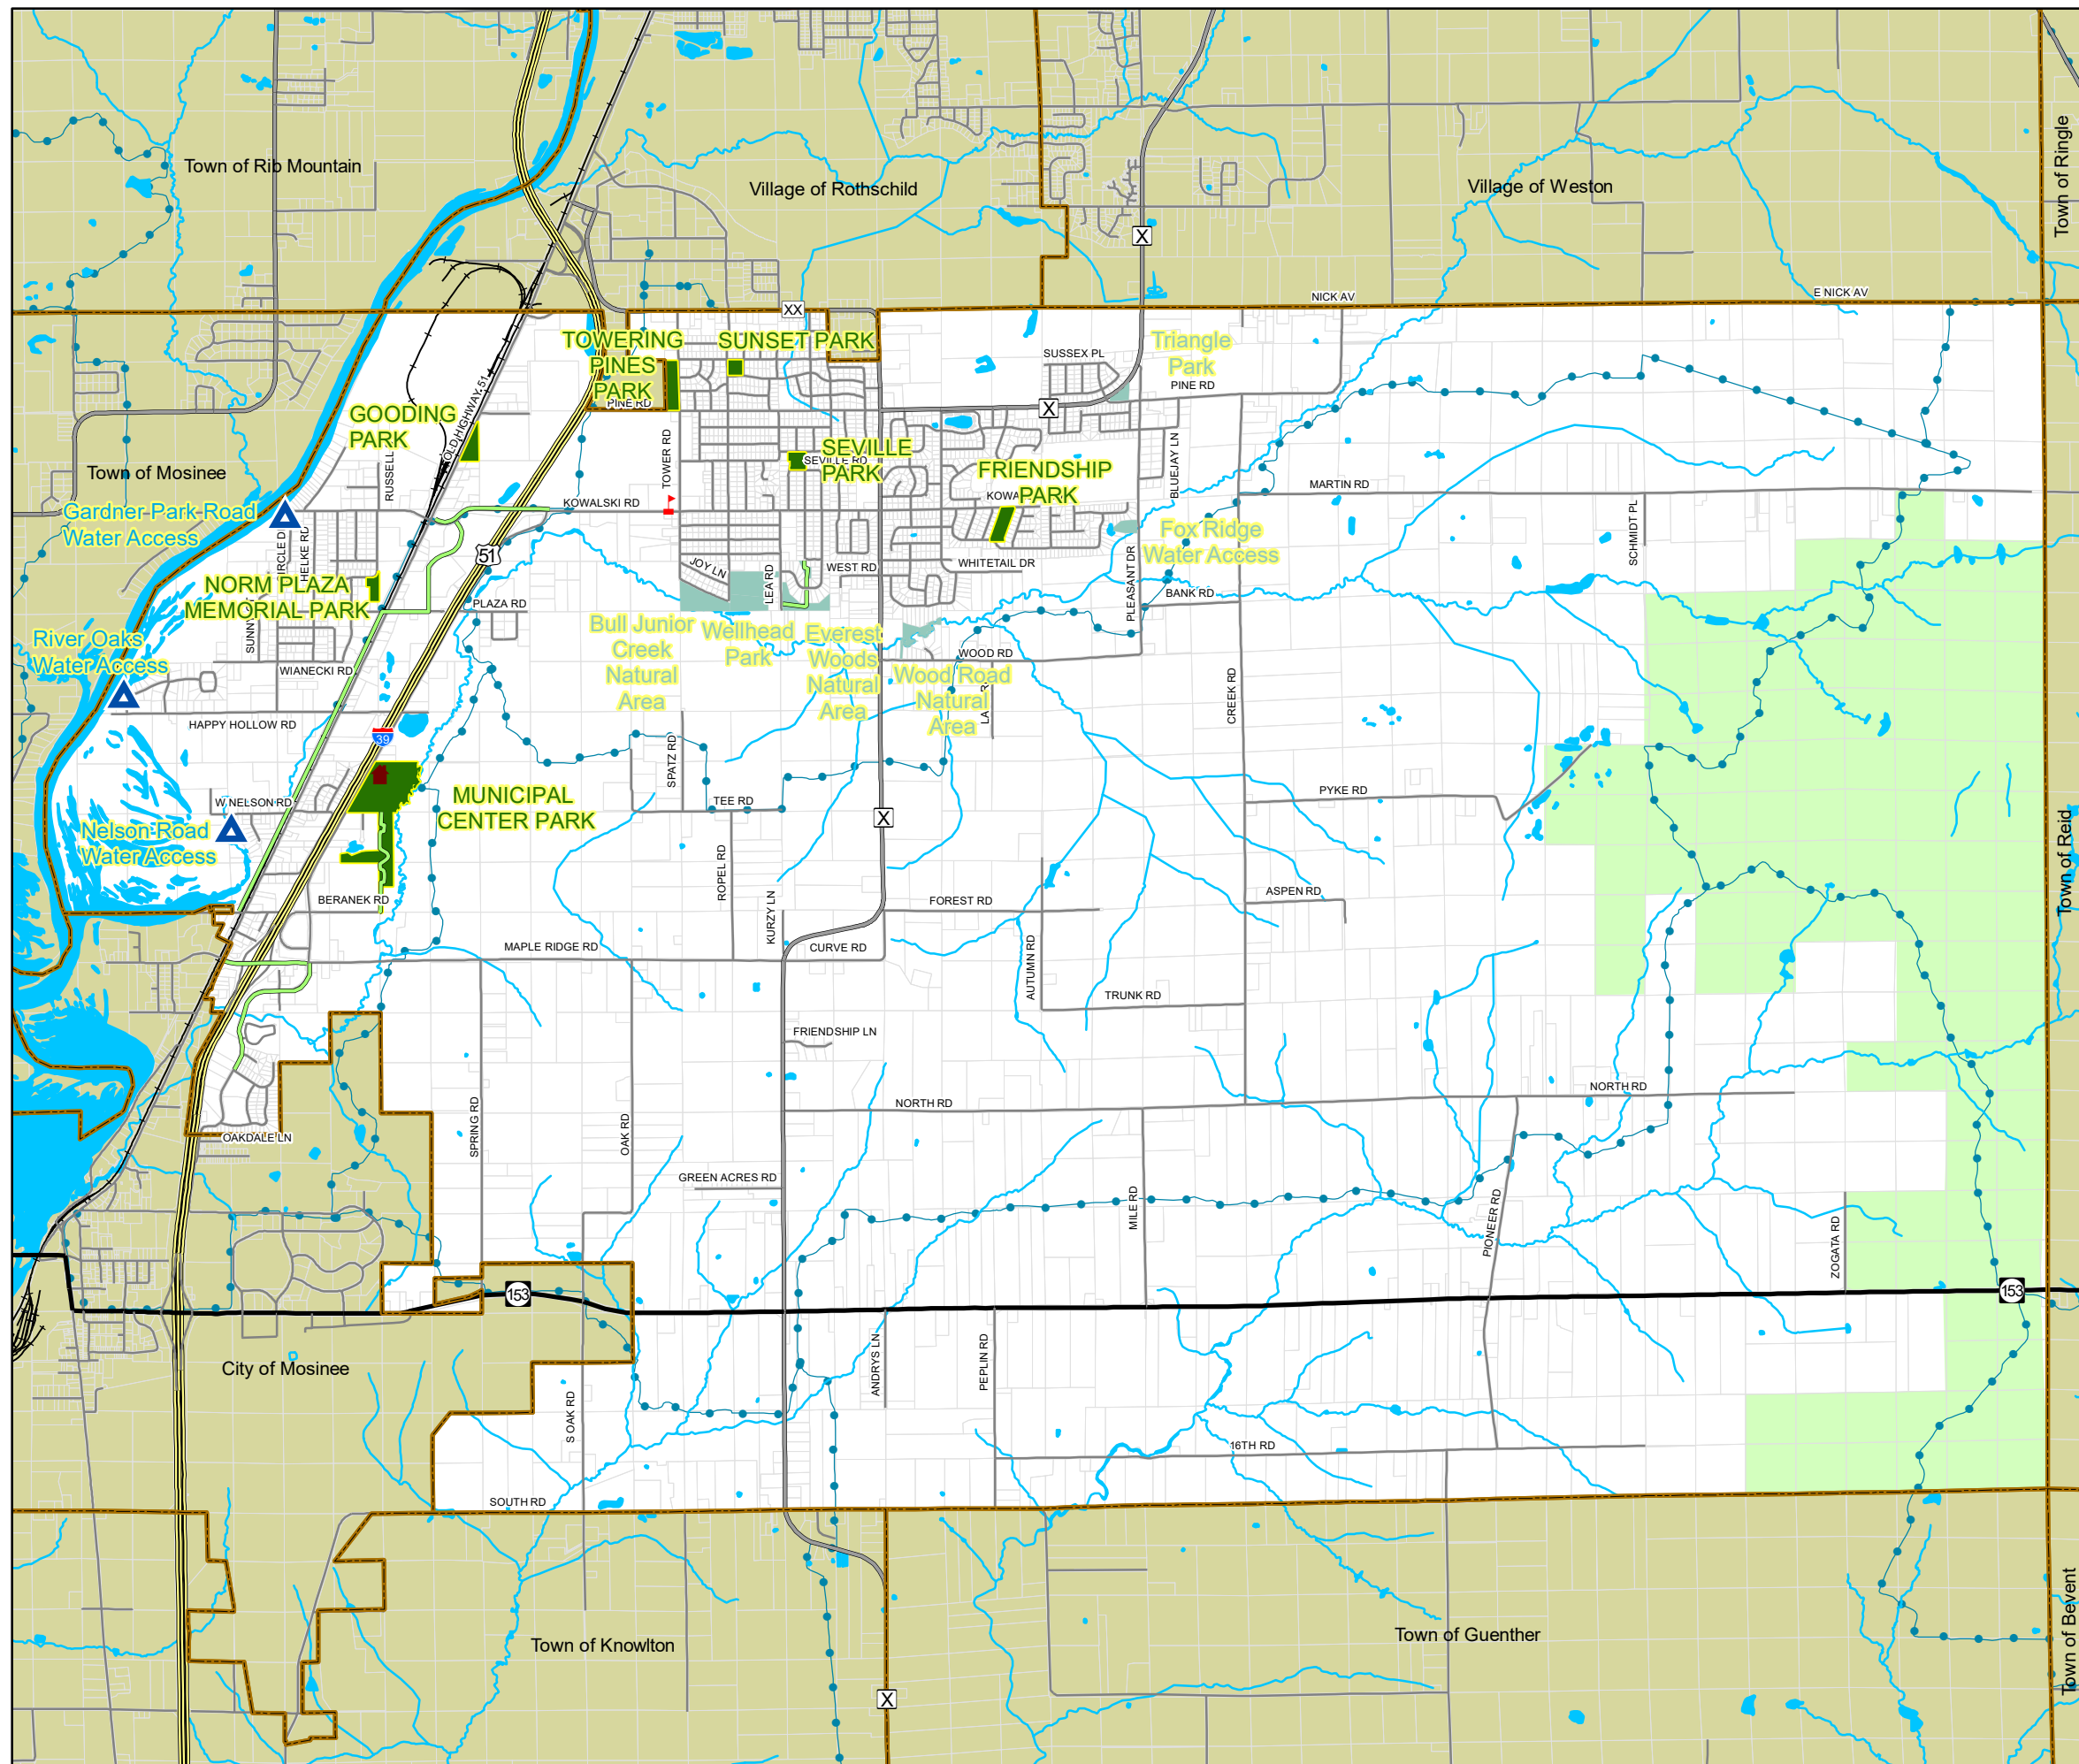 Town of Rib Mountain
Village of Rothschild
Village of Weston
Town of Ringle
X
NICK AV
E NICK AV
XX
TOWERING
PINES
PARK
SUNSET PARK
Triangle
Park
SUSSEX PL
PINE RD
PINE RD
X
GOODING
PARK
OLD HIGHWAY 51
RUSSELL
TOWER RD
SEVILLE
PARK
SEVILLE RD
FRIENDSHIP
PARK
BLUEJAY LN
Town of Mosinee
MARTIN RD
KOWALSKI RD
KOWA
Gardner Park Road
Water Access
Fox Ridge
Water Access
SCHMIDT PL
HELKE RD
51
JOY LN
LEA RD
WEST RD
WHITETAIL DR
PLEASANT DR
BANK RD
NORM PLAZA
MEMORIAL PARK
PLAZA RD
SUNNY
River Oaks
Water Access
Bull Junior
Creek
Natural
Area
Wellhead
Park
Everest
Woods
Natural
Area
Wood Road
Natural
Area
WOOD RD
WIANECKI RD
CREEK RD
HAPPY HOLLOW RD
39
SPATZ RD
MUNICIPAL
CENTER PARK
TEE RD
PYKE RD
W NELSON RD
Nelson Road
Water Access
X
ROPEL RD
Town of Reid
BERANEK RD
KURZY LN
FOREST RD
ASPEN RD
MAPLE RIDGE RD
CURVE RD
AUTUMN RD
TRUNK RD
FRIENDSHIP LN
NORTH RD
NORTH RD
OAKDALE LN
SPRING RD
OAK RD
GREEN ACRES RD
MILE RD
PIONEER RD
ZOGATA RD
153
153
City of Mosinee
ANDRYS LN
PEPLIN RD
S OAK RD
16TH RD
SOUTH RD
Town of Knowlton
Town of Guenther
Town of Bevent
X